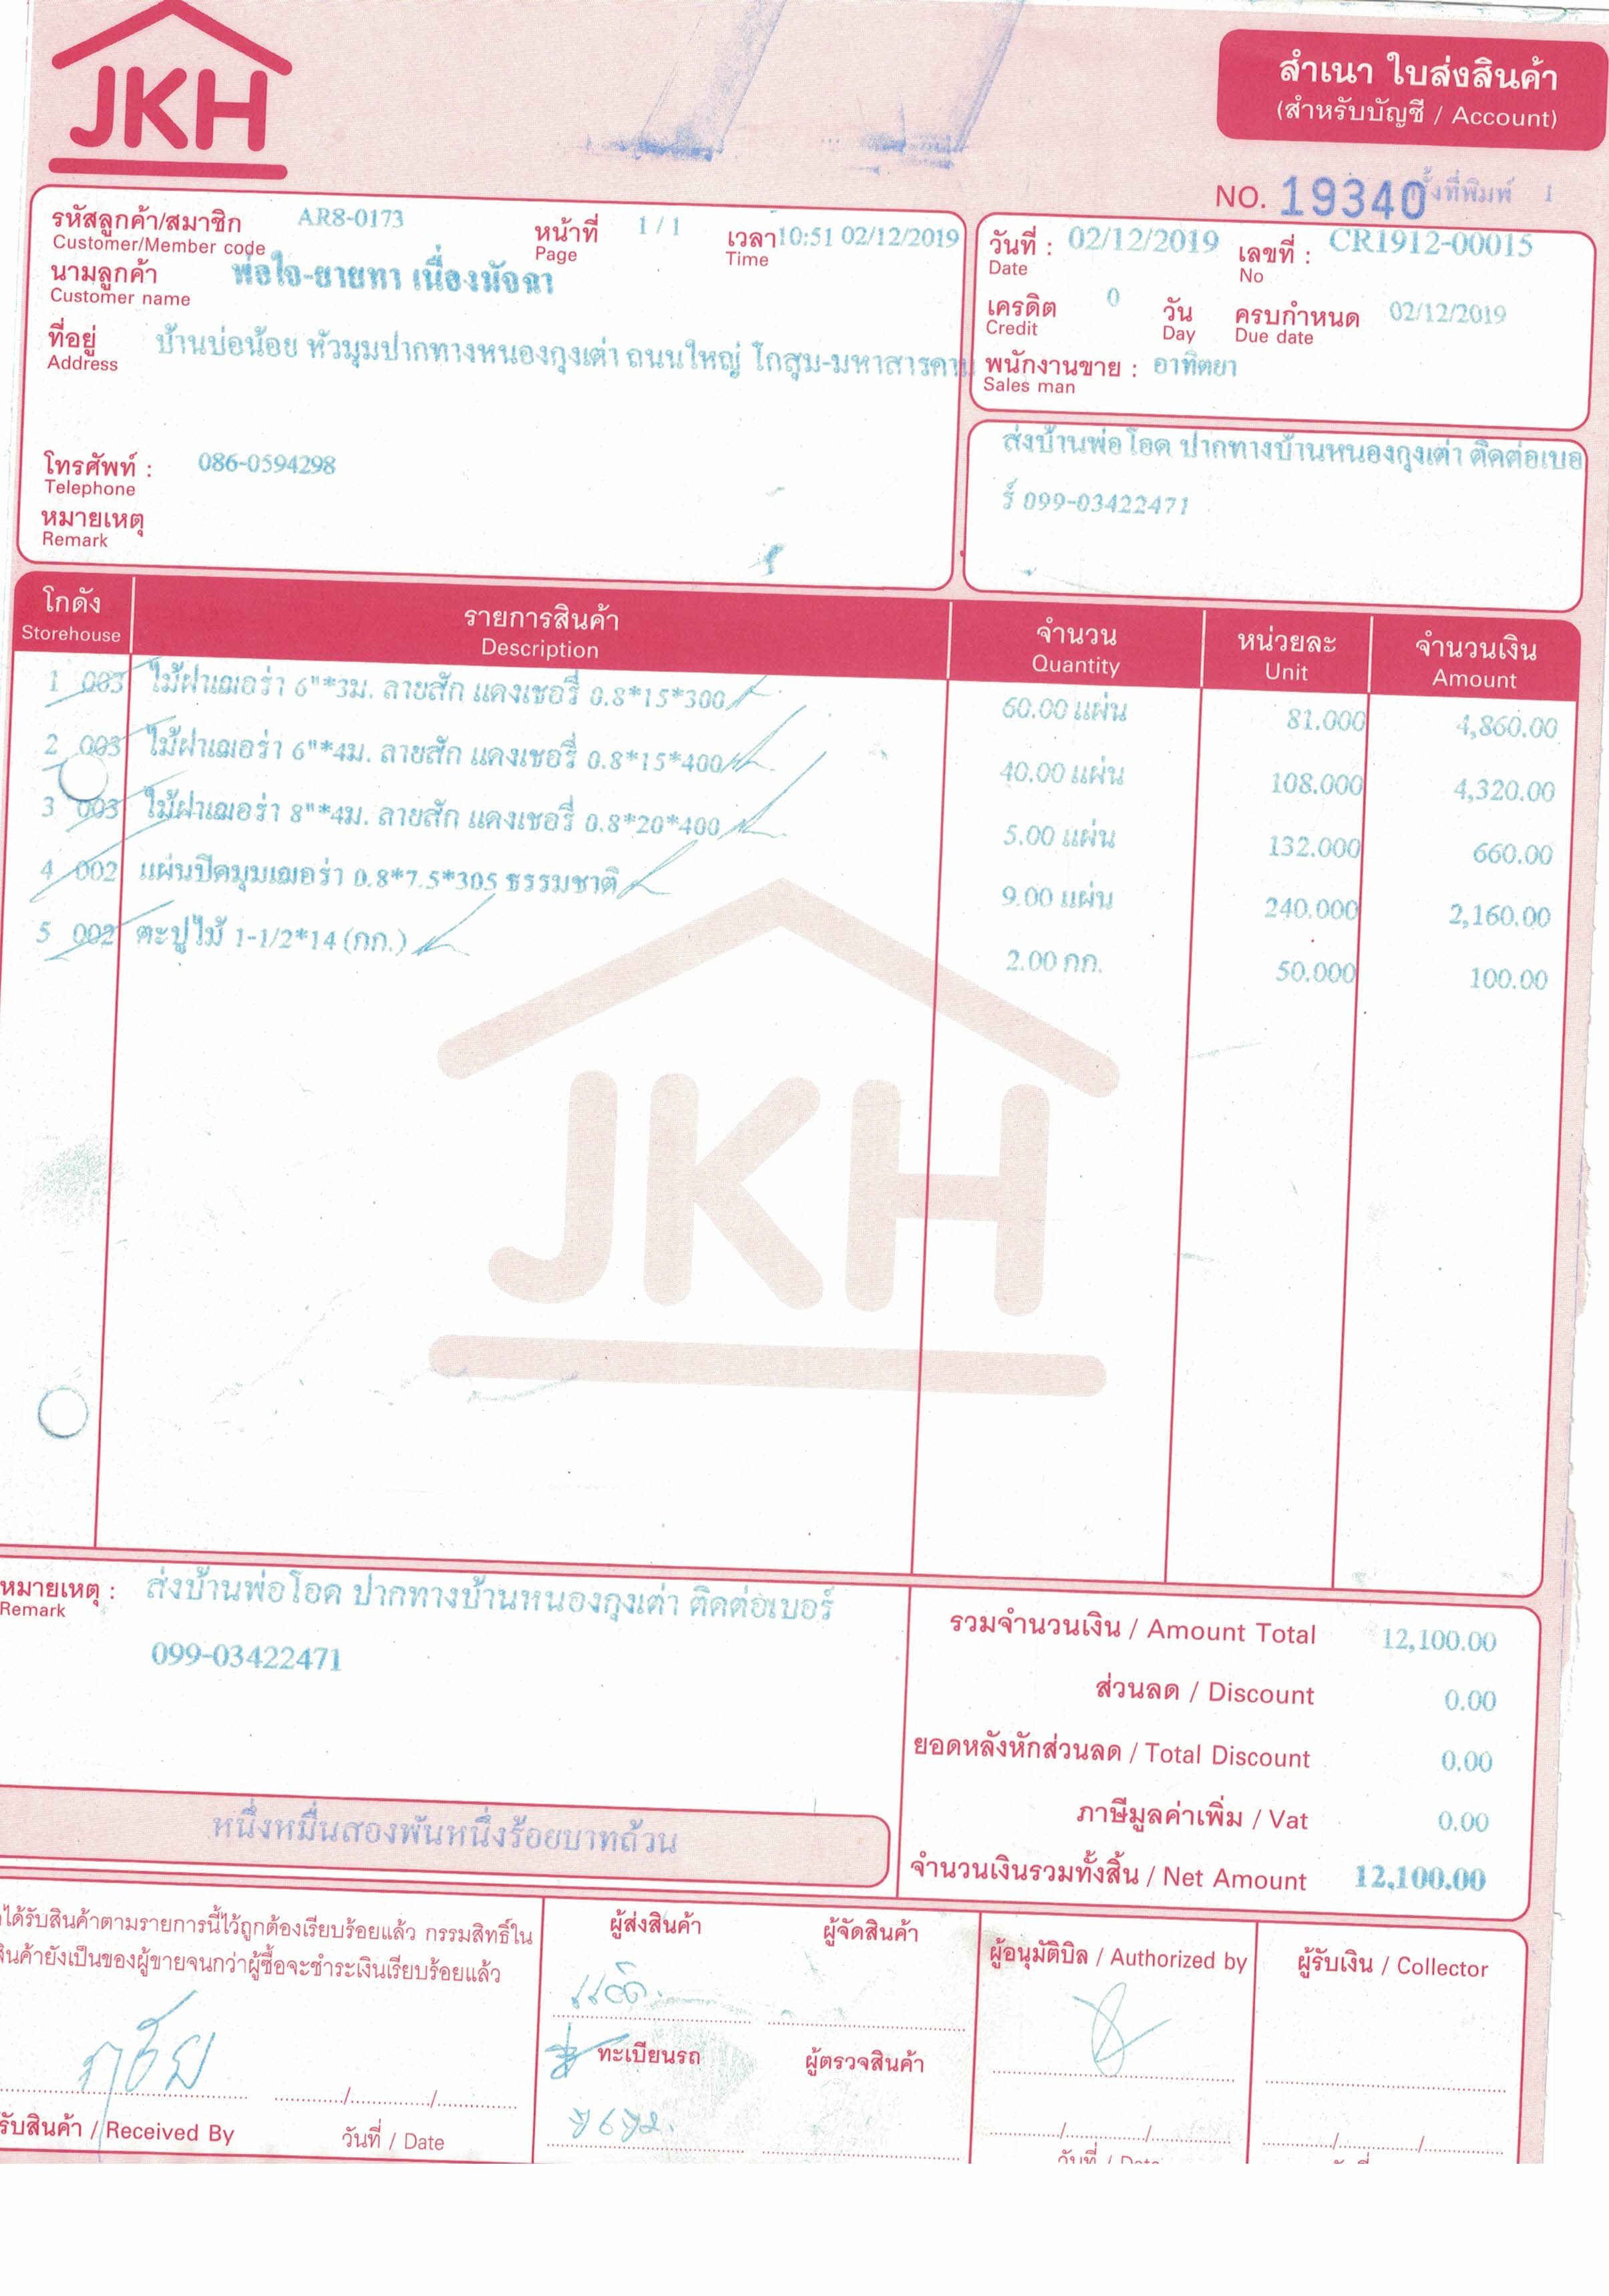 JKH
สำเนา ใบส่งสินค้า
(สำหรับบัญชี / Account)
NO. 19340 ครั้งที่พิมพ์ 1
รหัสลูกค้า/สมาชิก AR8-0173 หน้าที่ 1 / 1 เวลา 10:51 02/12/2019
Customer/Member code Page Time
นามลูกค้า พ่อใจ-ยายทา เนื่องมัจฉา
Customer name
ที่อยู่ บ้านบ่อน้อย หัวมุมปากทางหนองกุงเต่า ถนนใหญ่ โกสุม-มหาสารคาม
Address
โทรศัพท์ : 086-0594298
Telephone
หมายเหตุ
Remark
วันที่ : 02/12/2019 เลขที่ : CR1912-00015
Date No
เครดิต 0 วัน ครบกำหนด 02/12/2019
Credit Day Due date
พนักงานขาย : อาทิตยา
Sales man
ส่งบ้านพ่อโอด ปากทางบ้านหนองกุงเต่า ติดต่อเบอ
ร์ 099-03422471
โกดัง รายการสินค้า จำนวน หน่วยละ จำนวนเงิน
Storehouse Description Quantity Unit Amount
1 003 ไม้ฝาเฌอร่า 6"*3ม. ลายสัก แดงเชอรี่ 0.8*15*300 60.00 แผ่น 81.000 4,860.00
2 003 ไม้ฝาเฌอร่า 6"*4ม. ลายสัก แดงเชอรี่ 0.8*15*400 40.00 แผ่น 108.000 4,320.00
3 003 ไม้ฝาเฌอร่า 8"*4ม. ลายสัก แดงเชอรี่ 0.8*20*400 5.00 แผ่น 132.000 660.00
4 002 แผ่นปิดมุมเฌอร่า 0.8*7.5*305 ธรรมชาติ 9.00 แผ่น 240.000 2,160.00
5 002 ตะปูไม้ 1-1/2*14 (กก.) 2.00 กก. 50.000 100.00
JKH
หมายเหตุ : ส่งบ้านพ่อโอด ปากทางบ้านหนองกุงเต่า ติดต่อเบอร์
Remark
099-03422471
รวมจำนวนเงิน / Amount Total 12,100.00
ส่วนลด / Discount 0.00
ยอดหลังหักส่วนลด / Total Discount 0.00
ภาษีมูลค่าเพิ่ม / Vat 0.00
จำนวนเงินรวมทั้งสิ้น / Net Amount 12,100.00
หนึ่งหมื่นสองพันหนึ่งร้อยบาทถ้วน
ได้รับสินค้าตามรายการนี้ไว้ถูกต้องเรียบร้อยแล้ว กรรมสิทธิ์ใน
สินค้ายังเป็นของผู้ขายจนกว่าผู้ซื้อจะชำระเงินเรียบร้อยแล้ว
ผู้ส่งสินค้า ผู้จัดสินค้า ผู้อนุมัติบิล / Authorized by ผู้รับเงิน / Collector
ทะเบียนรถ ผู้ตรวจสินค้า
รับสินค้า / Received By วันที่ / Date
วันที่ / Date